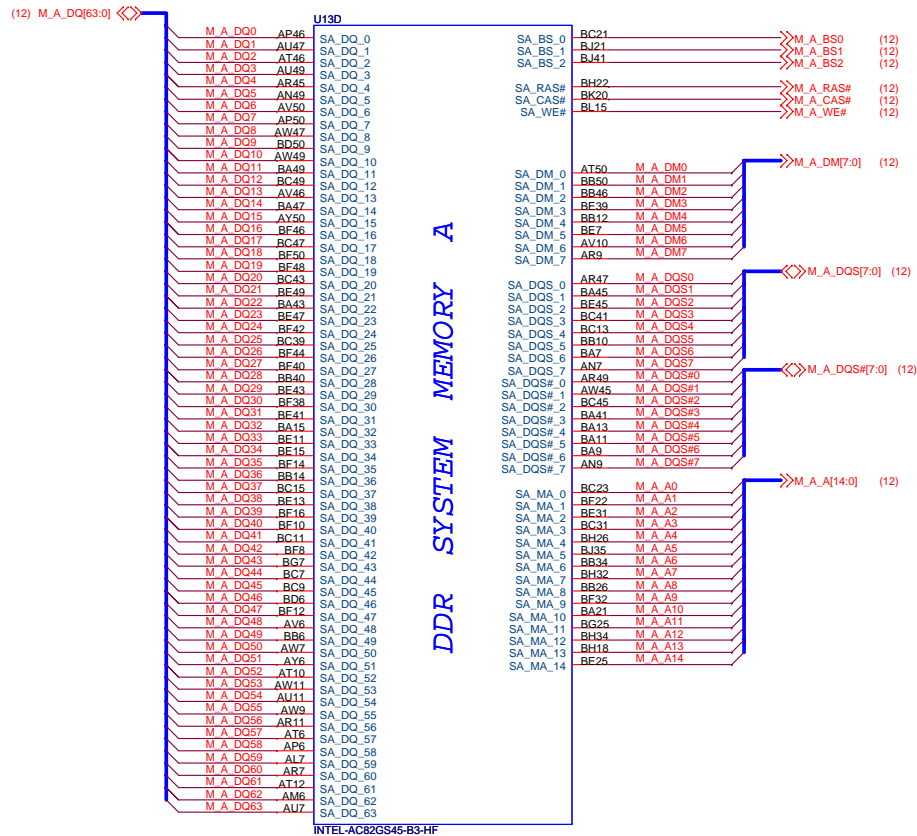 (12) M_A_DQ[63:0]
U13D
M_A_DQ0 AP46 SA_DQ_0
M_A_DQ1 AU47 SA_DQ_1
M_A_DQ2 AT46 SA_DQ_2
M_A_DQ3 AU49 SA_DQ_3
M_A_DQ4 AR45 SA_DQ_4
M_A_DQ5 AN49 SA_DQ_5
M_A_DQ6 AV50 SA_DQ_6
M_A_DQ7 AP50 SA_DQ_7
M_A_DQ8 AW47 SA_DQ_8
M_A_DQ9 BD50 SA_DQ_9
M_A_DQ10 AW49 SA_DQ_10
M_A_DQ11 BA49 SA_DQ_11
M_A_DQ12 BC49 SA_DQ_12
M_A_DQ13 AV46 SA_DQ_13
M_A_DQ14 BA47 SA_DQ_14
M_A_DQ15 AY50 SA_DQ_15
M_A_DQ16 BF46 SA_DQ_16
M_A_DQ17 BC47 SA_DQ_17
M_A_DQ18 BF50 SA_DQ_18
M_A_DQ19 BF48 SA_DQ_19
M_A_DQ20 BC43 SA_DQ_20
M_A_DQ21 BE49 SA_DQ_21
M_A_DQ22 BA43 SA_DQ_22
M_A_DQ23 BE47 SA_DQ_23
M_A_DQ24 BF42 SA_DQ_24
M_A_DQ25 BC39 SA_DQ_25
M_A_DQ26 BF44 SA_DQ_26
M_A_DQ27 BF40 SA_DQ_27
M_A_DQ28 BB40 SA_DQ_28
M_A_DQ29 BE43 SA_DQ_29
M_A_DQ30 BF38 SA_DQ_30
M_A_DQ31 BE41 SA_DQ_31
M_A_DQ32 BA15 SA_DQ_32
M_A_DQ33 BE11 SA_DQ_33
M_A_DQ34 BE15 SA_DQ_34
M_A_DQ35 BF14 SA_DQ_35
M_A_DQ36 BB14 SA_DQ_36
M_A_DQ37 BC15 SA_DQ_37
M_A_DQ38 BE13 SA_DQ_38
M_A_DQ39 BF16 SA_DQ_39
M_A_DQ40 BF10 SA_DQ_40
M_A_DQ41 BC11 SA_DQ_41
M_A_DQ42 BF8 SA_DQ_42
M_A_DQ43 BG7 SA_DQ_43
M_A_DQ44 BC7 SA_DQ_44
M_A_DQ45 BC9 SA_DQ_45
M_A_DQ46 BD6 SA_DQ_46
M_A_DQ47 BF12 SA_DQ_47
M_A_DQ48 AV6 SA_DQ_48
M_A_DQ49 BB6 SA_DQ_49
M_A_DQ50 AW7 SA_DQ_50
M_A_DQ51 AY6 SA_DQ_51
M_A_DQ52 AT10 SA_DQ_52
M_A_DQ53 AW11 SA_DQ_53
M_A_DQ54 AU11 SA_DQ_54
M_A_DQ55 AW9 SA_DQ_55
M_A_DQ56 AR11 SA_DQ_56
M_A_DQ57 AT6 SA_DQ_57
M_A_DQ58 AP6 SA_DQ_58
M_A_DQ59 AL7 SA_DQ_59
M_A_DQ60 AR7 SA_DQ_60
M_A_DQ61 AT12 SA_DQ_61
M_A_DQ62 AM6 SA_DQ_62
M_A_DQ63 AU7 SA_DQ_63
DDR SYSTEM MEMORY A
SA_BS_0 BC21 M_A_BS0 (12)
SA_BS_1 BJ21 M_A_BS1 (12)
SA_BS_2 BJ41 M_A_BS2 (12)
SA_RAS# BH22 M_A_RAS# (12)
SA_CAS# BK20 M_A_CAS# (12)
SA_WE# BL15 M_A_WE# (12)
M_A_DM[7:0] (12)
SA_DM_0 AT50 M_A_DM0
SA_DM_1 BB50 M_A_DM1
SA_DM_2 BB46 M_A_DM2
SA_DM_3 BE39 M_A_DM3
SA_DM_4 BB12 M_A_DM4
SA_DM_5 BE7 M_A_DM5
SA_DM_6 AV10 M_A_DM6
SA_DM_7 AR9 M_A_DM7
M_A_DQS[7:0] (12)
SA_DQS_0 AR47 M_A_DQS0
SA_DQS_1 BA45 M_A_DQS1
SA_DQS_2 BE45 M_A_DQS2
SA_DQS_3 BC41 M_A_DQS3
SA_DQS_4 BC13 M_A_DQS4
SA_DQS_5 BB10 M_A_DQS5
SA_DQS_6 BA7 M_A_DQS6
SA_DQS_7 AN7 M_A_DQS7
M_A_DQS#[7:0] (12)
SA_DQS#_0 AR49 M_A_DQS#0
SA_DQS#_1 AW45 M_A_DQS#1
SA_DQS#_2 BC45 M_A_DQS#2
SA_DQS#_3 BA41 M_A_DQS#3
SA_DQS#_4 BA13 M_A_DQS#4
SA_DQS#_5 BA11 M_A_DQS#5
SA_DQS#_6 BA9 M_A_DQS#6
SA_DQS#_7 AN9 M_A_DQS#7
M_A_A[14:0] (12)
SA_MA_0 BC23 M_A_A0
SA_MA_1 BF22 M_A_A1
SA_MA_2 BE31 M_A_A2
SA_MA_3 BC31 M_A_A3
SA_MA_4 BH26 M_A_A4
SA_MA_5 BJ35 M_A_A5
SA_MA_6 BB34 M_A_A6
SA_MA_7 BH32 M_A_A7
SA_MA_8 BB26 M_A_A8
SA_MA_9 BF32 M_A_A9
SA_MA_10 BA21 M_A_A10
SA_MA_11 BG25 M_A_A11
SA_MA_12 BH34 M_A_A12
SA_MA_13 BH18 M_A_A13
SA_MA_14 BE25 M_A_A14
INTEL-AC82GS45-B3-HF